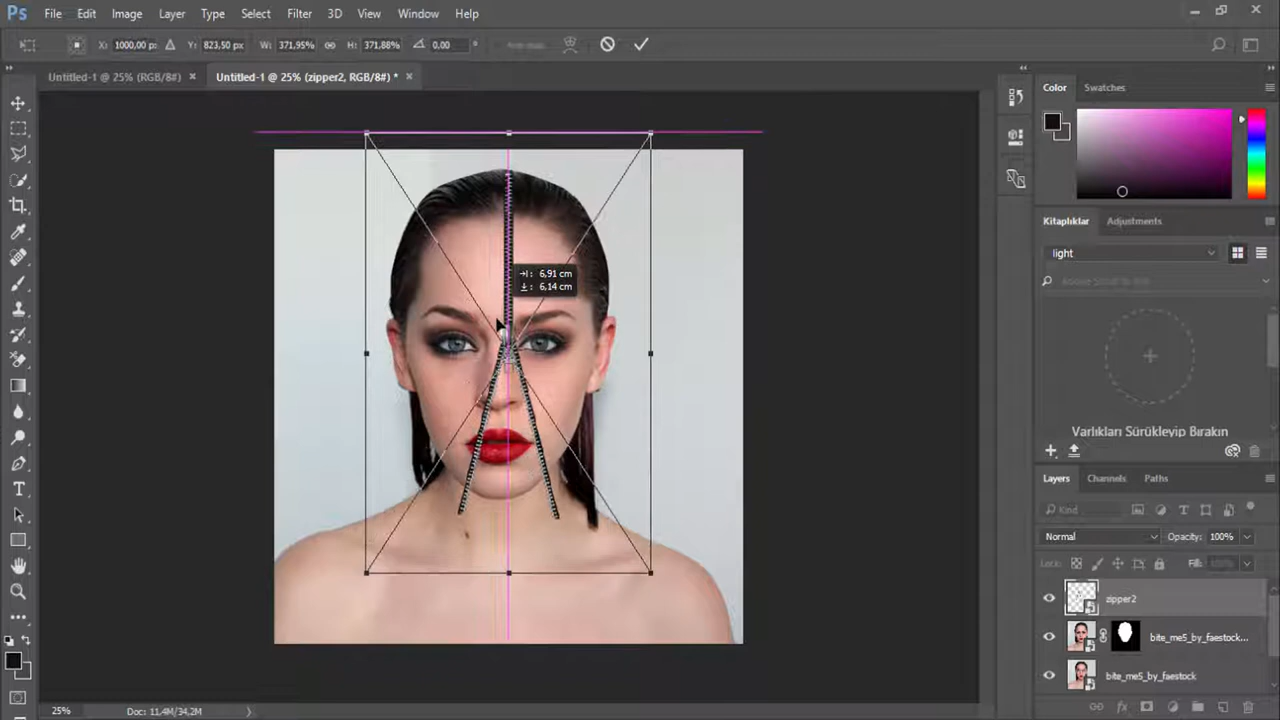 Ps File Edit Image Layer Type Select Filter 3D View Window Help
X: 1000,00 p: Y: 823,50 px W: 371,95% H: 371,88% 0,00 °
Untitled-1 @ 25% (RGB/8#) × Untitled-1 @ 25% (zipper2, RGB/8#) * ×
Color Swatches
Kitaplıklar Adjustments
light
6,91 cm
6,14 cm
Varlıkları Sürükleyip Bırakın
Layers Channels Paths
Kind
Normal Opacity: 100%
Lock: Fill:
zipper2
bite_me5_by_faestock...
bite_me5_by_faestock
25% Doc: 11,4M/34,2M